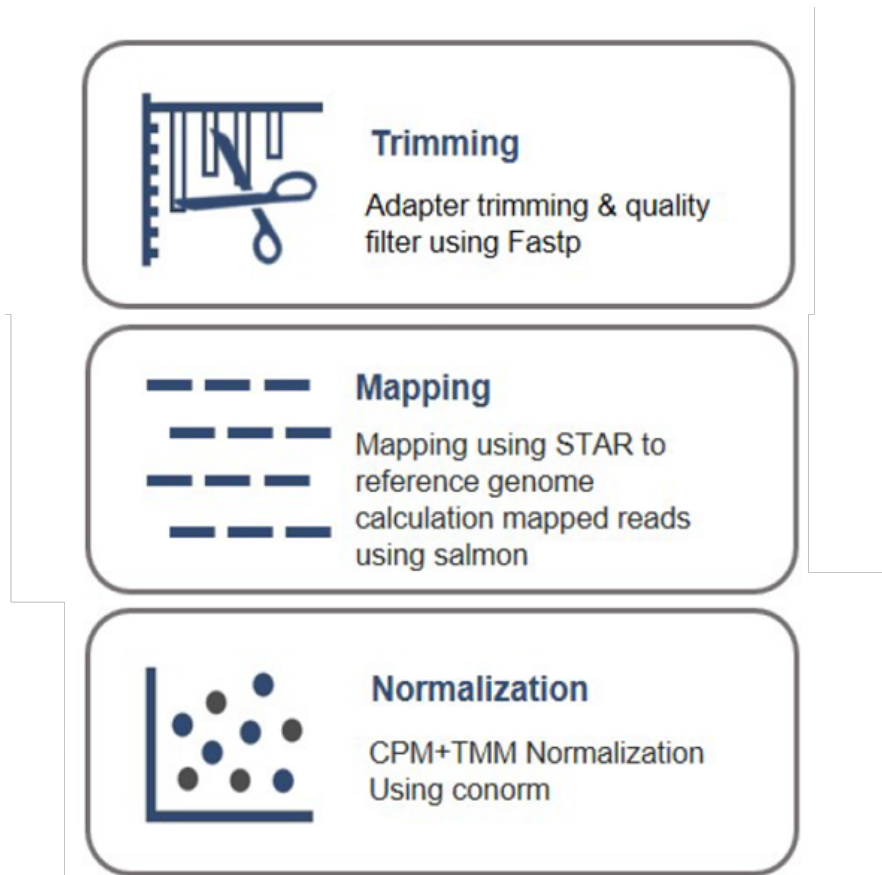 Trimming
Adapter trimming & quality
filter using Fastp
Mapping
Mapping using STAR to
reference genome
calculation mapped reads
using salmon
Normalization
CPM+TMM Normalization
Using conorm